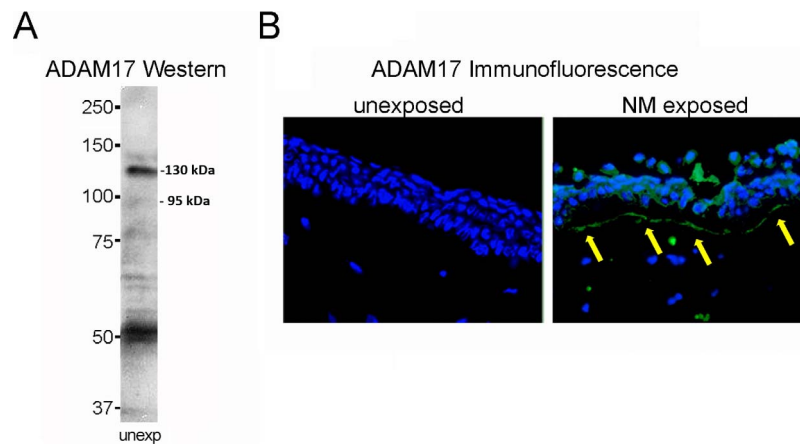 A
ADAM17 Western
250
150
100
75
50
37
-130 kDa
- 95 kDa
unexp
B
ADAM17 Immunofluorescence
unexposed
NM exposed